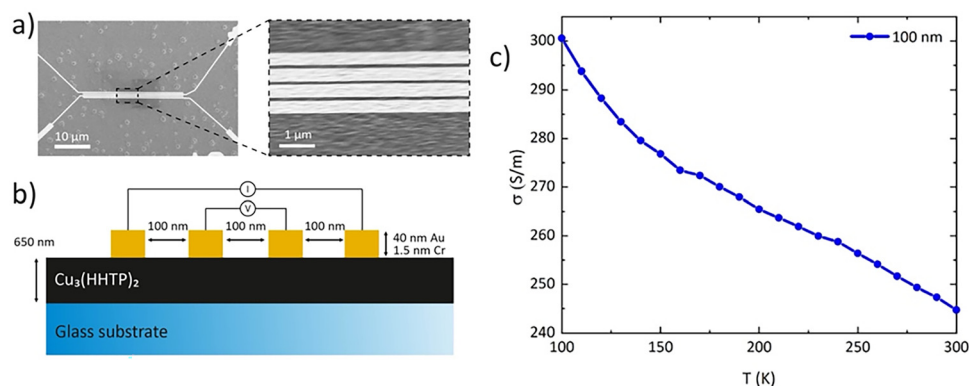 a)
10 μm
1 μm
b)
I
V
100 nm
100 nm
100 nm
650 nm
40 nm Au
1.5 nm Cr
Cu₃(HHTP)₂
Glass substrate
c)
100 nm
σ (S/m)
300
290
280
270
260
250
240
100
150
200
250
300
T (K)